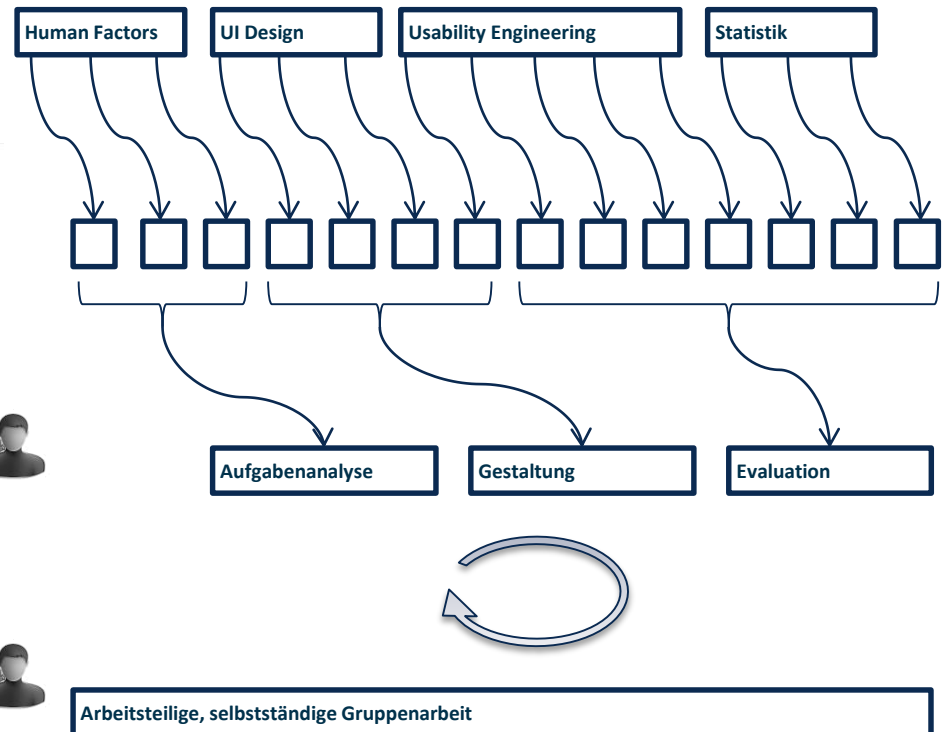 Human Factors
UI Design
Usability Engineering
Statistik
Aufgabenanalyse
Gestaltung
Evaluation
Arbeitsteilige, selbstständige Gruppenarbeit